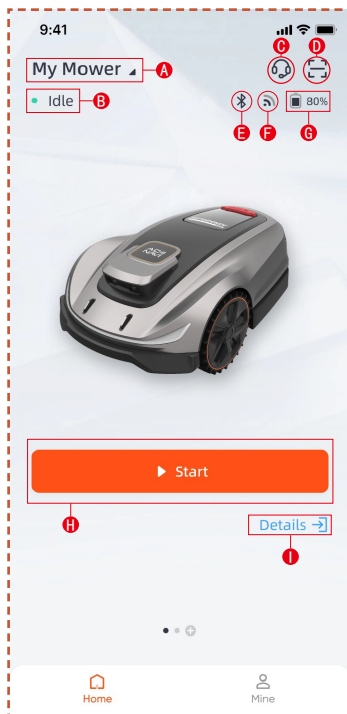 9:41
C D
My Mower A
Idle B
E F 80%
G
Start
H
Details
I
Home Mine